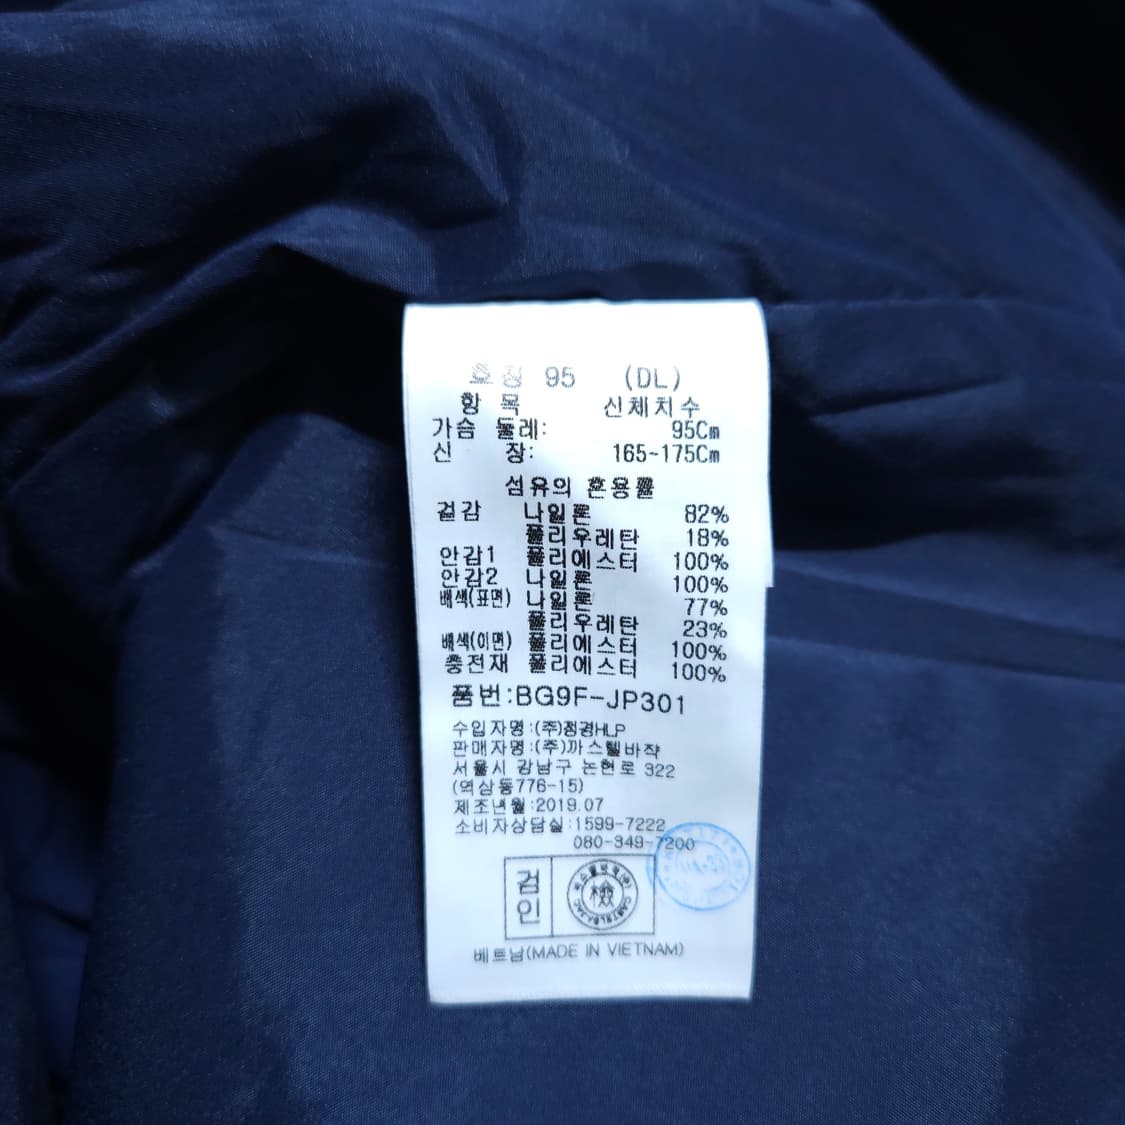 호칭 95 (DL)
항 목 신체치수
가슴 둘레: 95Cm
신 장: 165~175Cm
섬유의 혼용률
겉감 나일론 82%
폴리우레탄 18%
안감1 폴리에스터 100%
안감2 나일론 100%
배색(표면) 나일론 77%
폴리우레탄 23%
배색(이면) 폴리에스터 100%
충전재 폴리에스터 100%
품번:BG9F-JP301
수입자명:(주)정경HLP
판매자명:(주)까스텔바쟉
서울시 강남구 논현로 322
(역삼동776-15)
제조년월:2019.07
소비자상담실:1599-7222
080-349-7200
검인
檢
베트남(MADE IN VIETNAM)